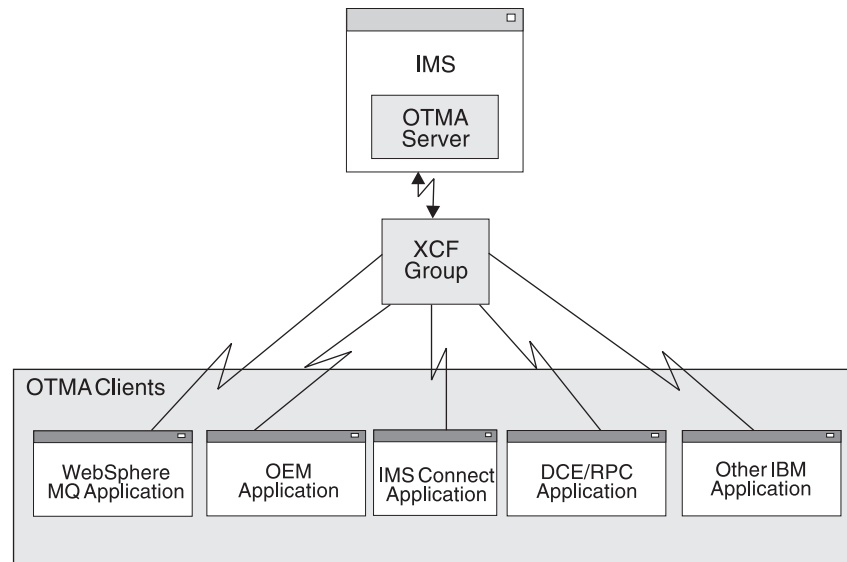 IMS
OTMA
Server
XCF
Group
OTMA Clients
WebSphere
MQ Application
OEM
Application
IMS Connect
Application
DCE/RPC
Application
Other IBM
Application